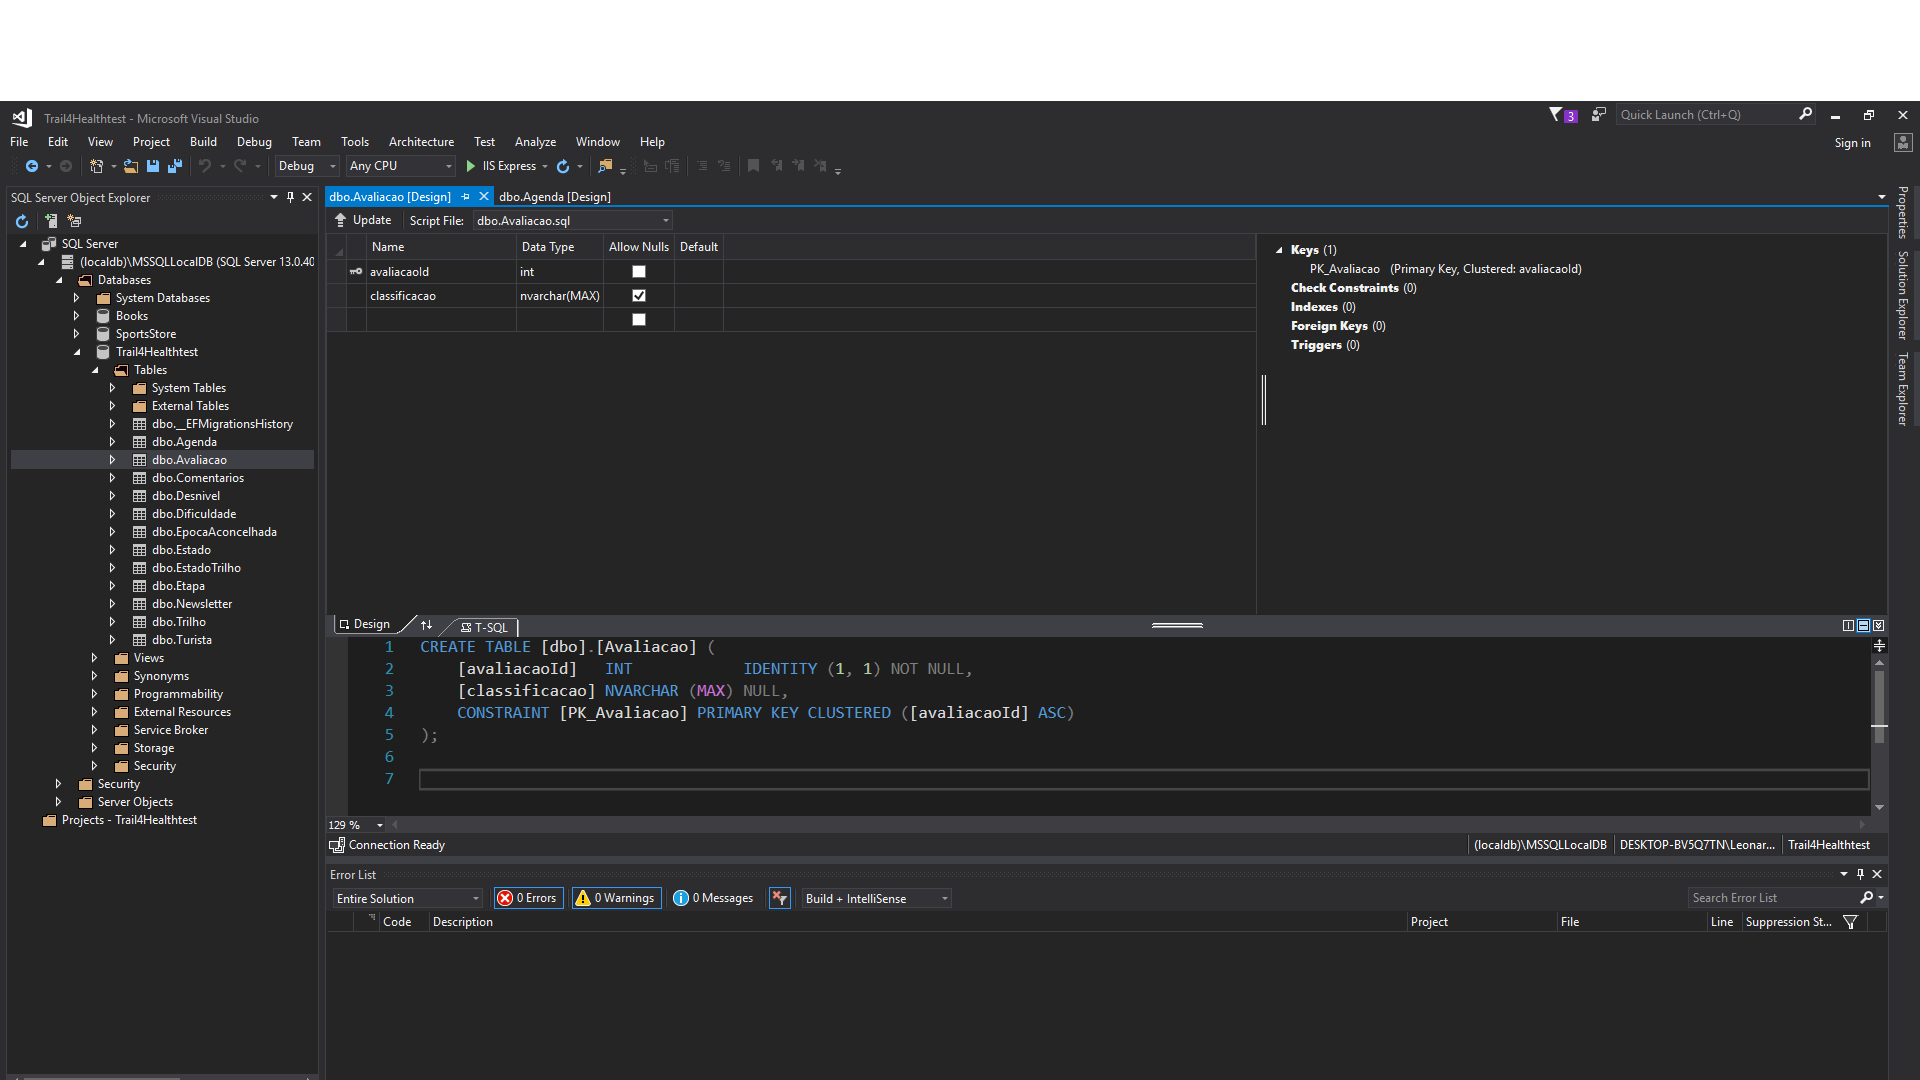 Trail4Healthtest - Microsoft Visual Studio
3
Quick Launch (Ctrl+Q)
File Edit View Project Build Debug Team Tools Architecture Test Analyze Window Help
Sign in
Debug Any CPU IIS Express
SQL Server Object Explorer
SQL Server
(localdb)\MSSQLLocalDB (SQL Server 13.0.40
Databases
System Databases
Books
SportsStore
Trail4Healthtest
Tables
System Tables
External Tables
dbo.__EFMigrationsHistory
dbo.Agenda
dbo.Avaliacao
dbo.Comentarios
dbo.Desnivel
dbo.Dificuldade
dbo.EpocaAconcelhada
dbo.Estado
dbo.EstadoTrilho
dbo.Etapa
dbo.Newsletter
dbo.Trilho
dbo.Turista
Views
Synonyms
Programmability
External Resources
Service Broker
Storage
Security
Security
Server Objects
Projects - Trail4Healthtest
dbo.Avaliacao [Design] dbo.Agenda [Design]
Update Script File: dbo.Avaliacao.sql
Name Data Type Allow Nulls Default
avaliacaoId int
classificacao nvarchar(MAX)
Keys (1)
PK_Avaliacao (Primary Key, Clustered: avaliacaoId)
Check Constraints (0)
Indexes (0)
Foreign Keys (0)
Triggers (0)
Properties
Solution Explorer
Team Explorer
Design T-SQL
1 CREATE TABLE [dbo].[Avaliacao] (
2 [avaliacaoId] INT IDENTITY (1, 1) NOT NULL,
3 [classificacao] NVARCHAR (MAX) NULL,
4 CONSTRAINT [PK_Avaliacao] PRIMARY KEY CLUSTERED ([avaliacaoId] ASC)
5 );
6
7
129 %
Connection Ready
(localdb)\MSSQLLocalDB DESKTOP-BV5Q7TN\Leonar... Trail4Healthtest
Error List
Entire Solution 0 Errors 0 Warnings 0 Messages Build + IntelliSense
Search Error List
Code Description Project File Line Suppression St...